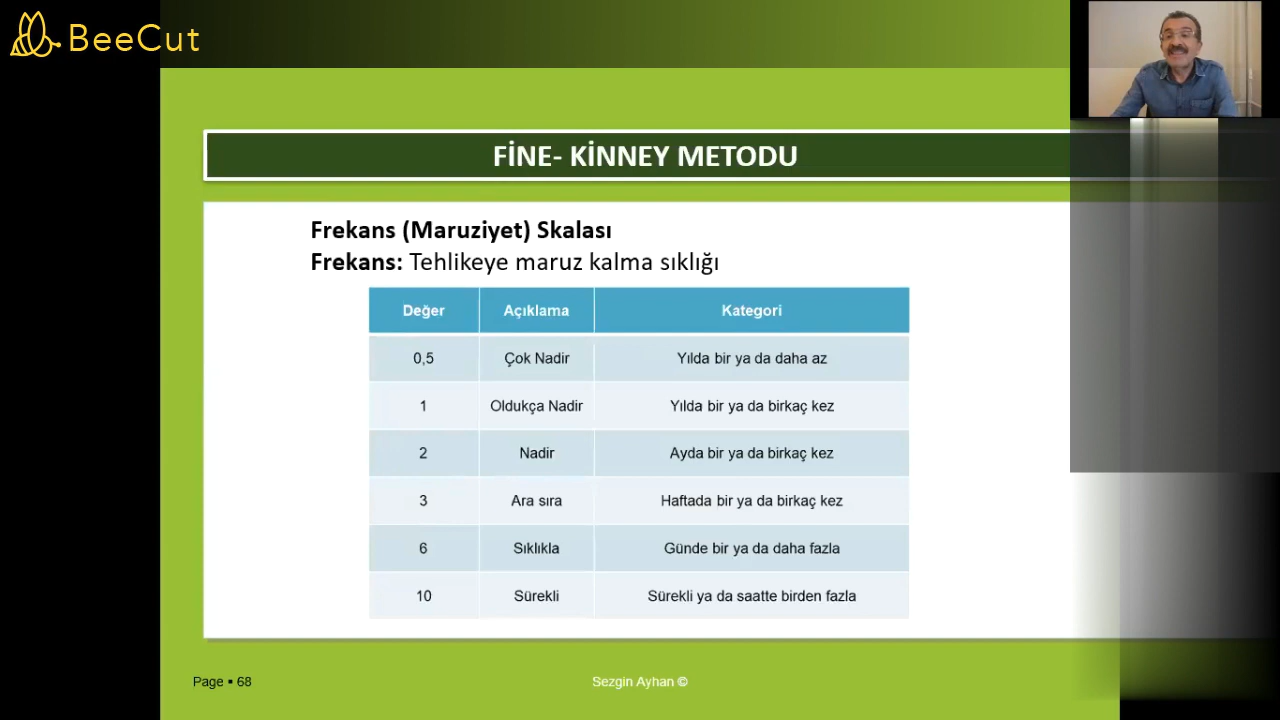 BeeCut
FİNE- KİNNEY METODU
Frekans (Maruziyet) Skalası
Frekans: Tehlikeye maruz kalma sıklığı
Değer Açıklama Kategori
0,5 Çok Nadir Yılda bir ya da daha az
1 Oldukça Nadir Yılda bir ya da birkaç kez
2 Nadir Ayda bir ya da birkaç kez
3 Ara sıra Haftada bir ya da birkaç kez
6 Sıklıkla Günde bir ya da daha fazla
10 Sürekli Sürekli ya da saatte birden fazla
Page ▪ 68 Sezgin Ayhan ©